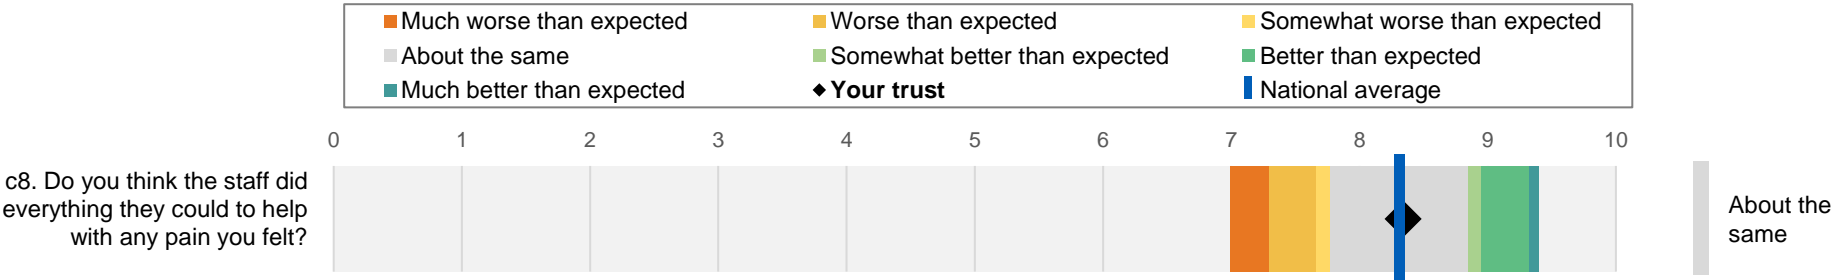 Much worse than expected
Worse than expected
Somewhat worse than expected
About the same
Somewhat better than expected
Better than expected
Much better than expected
Your trust
National average
0 1 2 3 4 5 6 7 8 9 10
c8. Do you think the staff did
everything they could to help
with any pain you felt?
About the
same